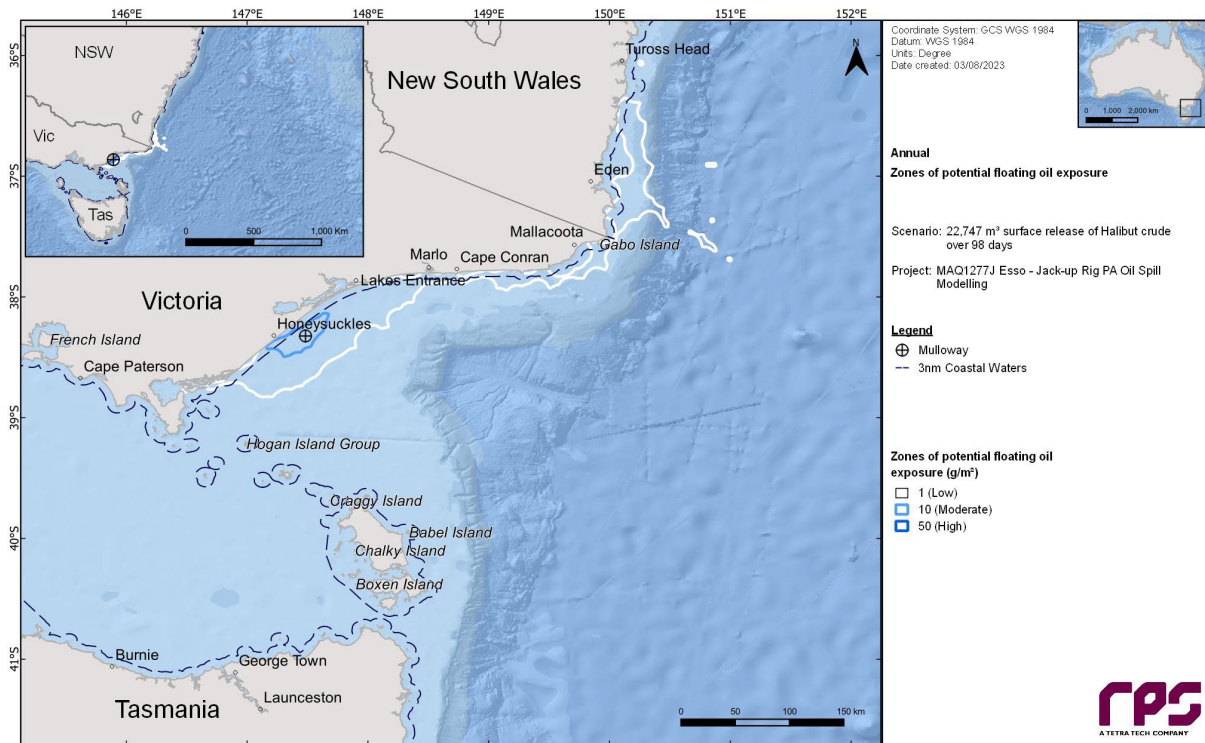 146°E 147°E 148°E 149°E 150°E 151°E 152°E
36°S
37°S
38°S
39°S
40°S
41°S
NSW
Vic
Tas
0 500 1,000 Km
New South Wales
Tuross Head
N
Eden
Mallacoota
Gabo Island
Marlo
Cape Conran
Lakes Entrance
Victoria
Honeysuckles
French Island
Cape Paterson
Hogan Island Group
Craggy Island
Babel Island
Chalky Island
Boxen Island
Burnie
George Town
Launceston
Tasmania
0 50 100 150 km
Coordinate System: GCS WGS 1984
Datum: WGS 1984
Units: Degree
Date created: 03/08/2023
0 1,000 2,000 km
Annual
Zones of potential floating oil exposure
Scenario: 22,747 m³ surface release of Halibut crude
over 98 days
Project: MAQ1277J Esso - Jack-up Rig PA Oil Spill
Modelling
Legend
Mulloway
3nm Coastal Waters
Zones of potential floating oil
exposure (g/m²)
1 (Low)
10 (Moderate)
50 (High)
rps
A TETRA TECH COMPANY